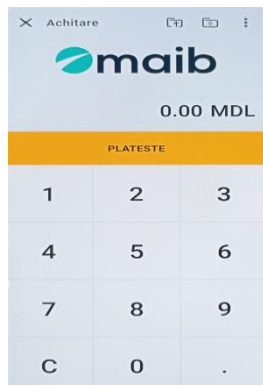 Achitare
maib
0.00 MDL
PLATESTE
1 2 3
4 5 6
7 8 9
C 0 .